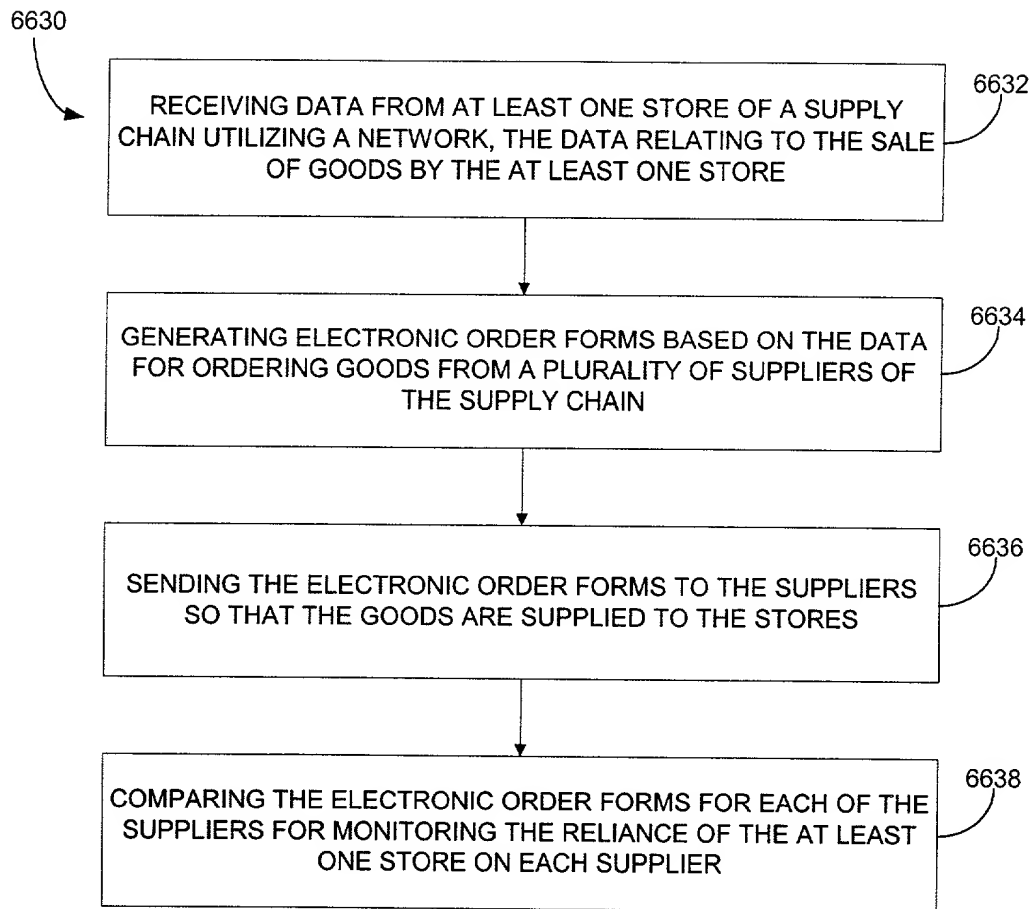 6630
RECEIVING DATA FROM AT LEAST ONE STORE OF A SUPPLY
CHAIN UTILIZING A NETWORK, THE DATA RELATING TO THE SALE
OF GOODS BY THE AT LEAST ONE STORE
6632
GENERATING ELECTRONIC ORDER FORMS BASED ON THE DATA
FOR ORDERING GOODS FROM A PLURALITY OF SUPPLIERS OF
THE SUPPLY CHAIN
6634
SENDING THE ELECTRONIC ORDER FORMS TO THE SUPPLIERS
SO THAT THE GOODS ARE SUPPLIED TO THE STORES
6636
COMPARING THE ELECTRONIC ORDER FORMS FOR EACH OF THE
SUPPLIERS FOR MONITORING THE RELIANCE OF THE AT LEAST
ONE STORE ON EACH SUPPLIER
6638